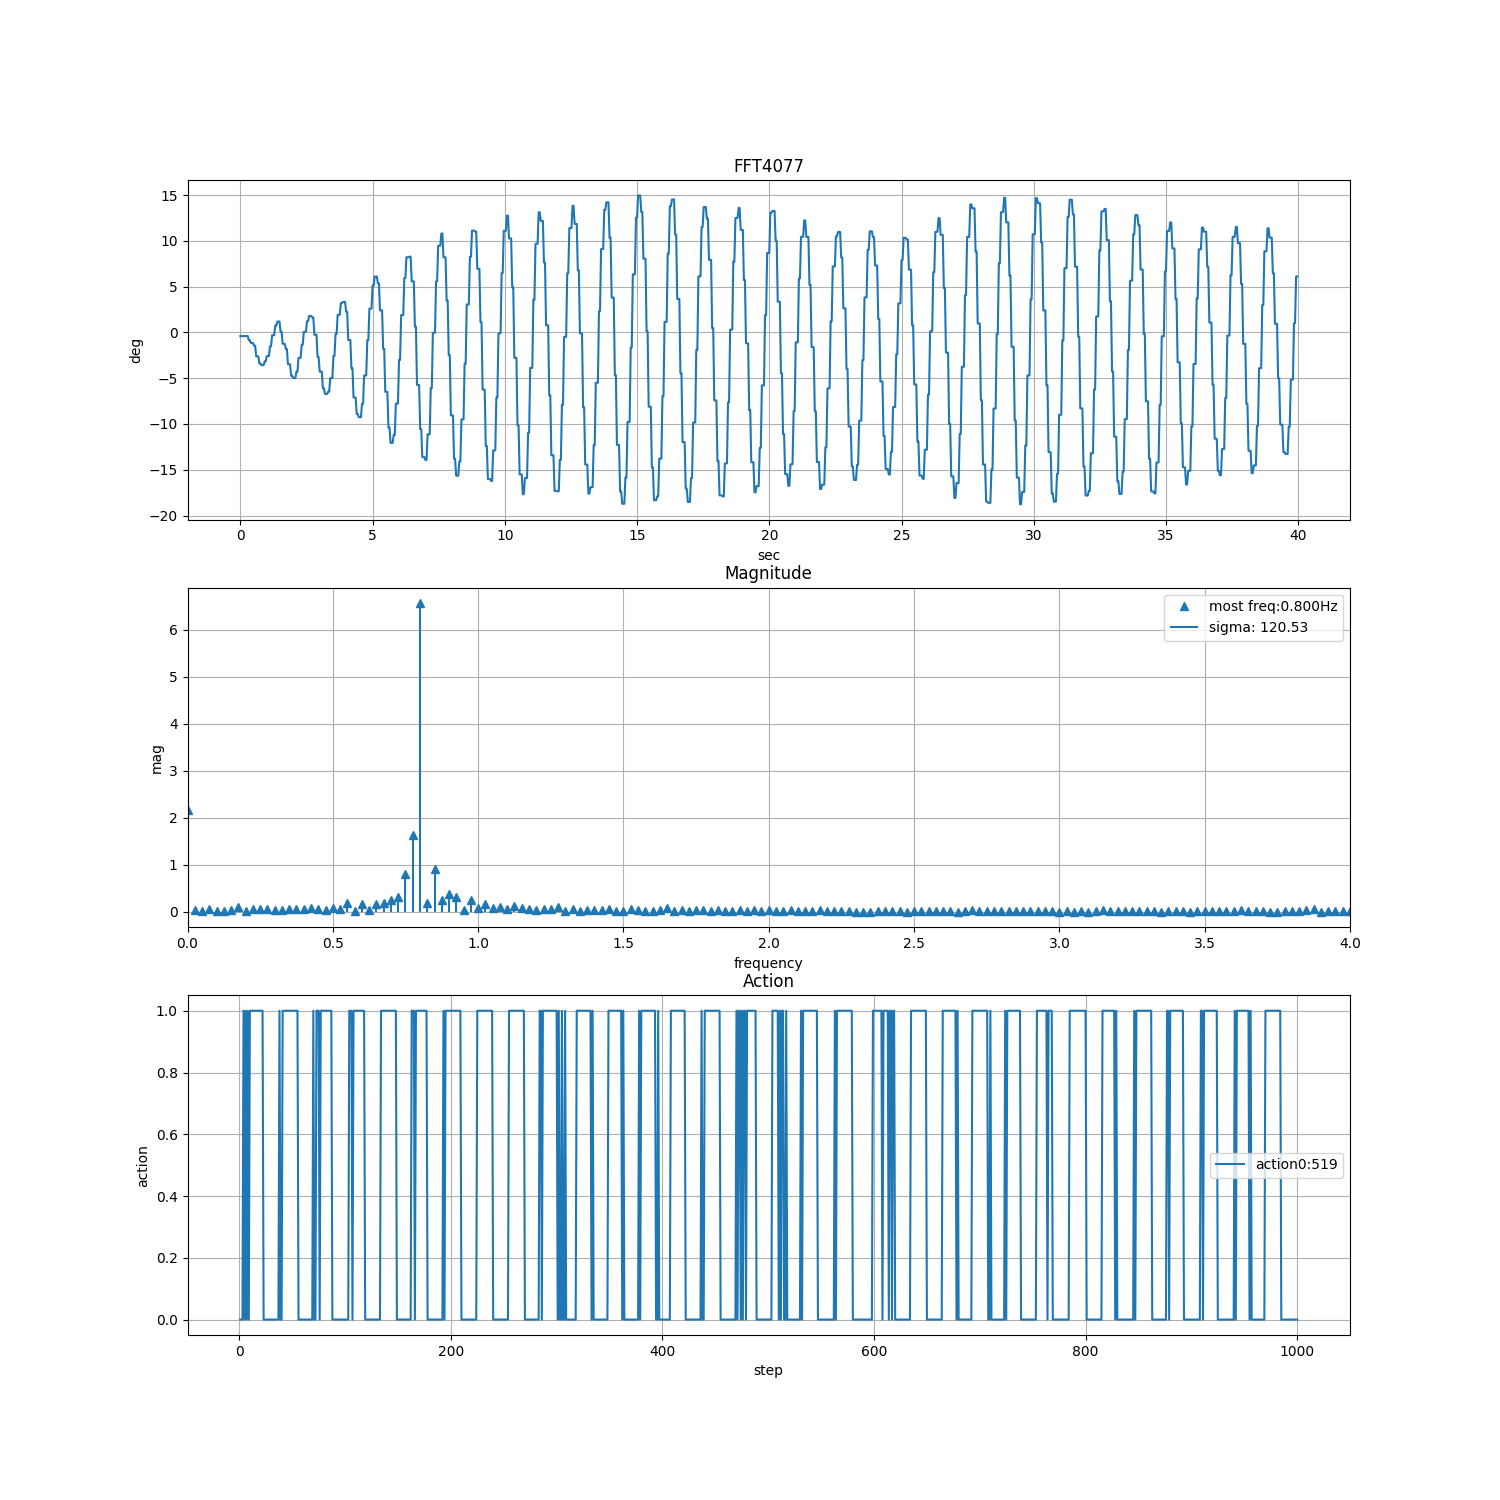 FFT4077
15
10
5
0
−5
−10
−15
−20
deg
0 5 10 15 20 25 30 35 40
sec
Magnitude
most freq:0.800Hz
sigma: 120.53
6
5
4
3
2
1
0
mag
0.0 0.5 1.0 1.5 2.0 2.5 3.0 3.5 4.0
frequency
Action
1.0
0.8
0.6
0.4
0.2
0.0
action
action0:519
0 200 400 600 800 1000
step